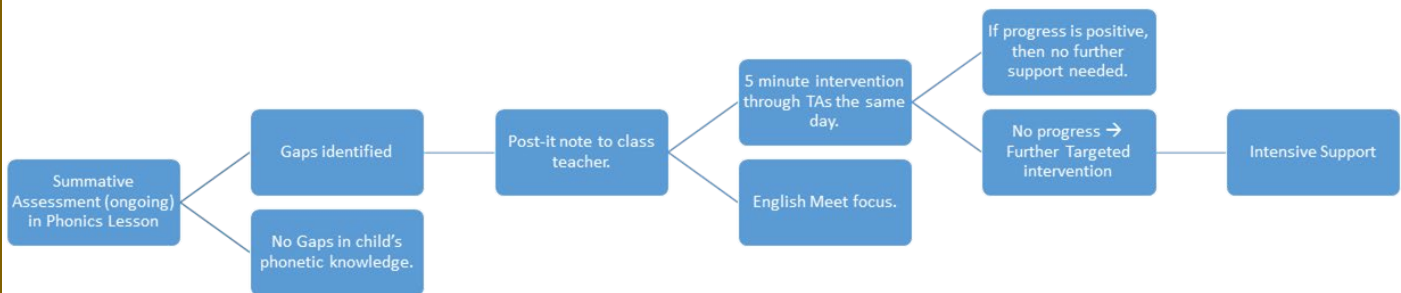 Summative
Assessment (ongoing)
in Phonics Lesson
Gaps identified
No Gaps in child's
phonetic knowledge.
Post-it note to class
teacher.
5 minute intervention
through TAs the same
day.
English Meet focus.
If progress is positive,
then no further
support needed.
No progress →
Further Targeted
intervention
Intensive Support